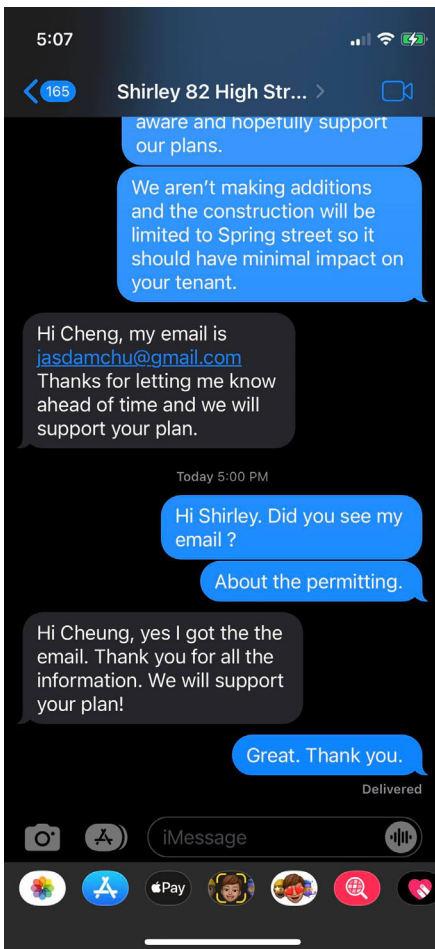 5:07
165
Shirley 82 High Str...
aware and hopefully support
our plans.
We aren’t making additions
and the construction will be
limited to Spring street so it
should have minimal impact on
your tenant.
Hi Cheng, my email is
jasdamchu@gmail.com
Thanks for letting me know
ahead of time and we will
support your plan.
Today 5:00 PM
Hi Shirley. Did you see my
email ?
About the permitting.
Hi Cheung, yes I got the the
email. Thank you for all the
information. We will support
your plan!
Great. Thank you.
Delivered
iMessage
Pay